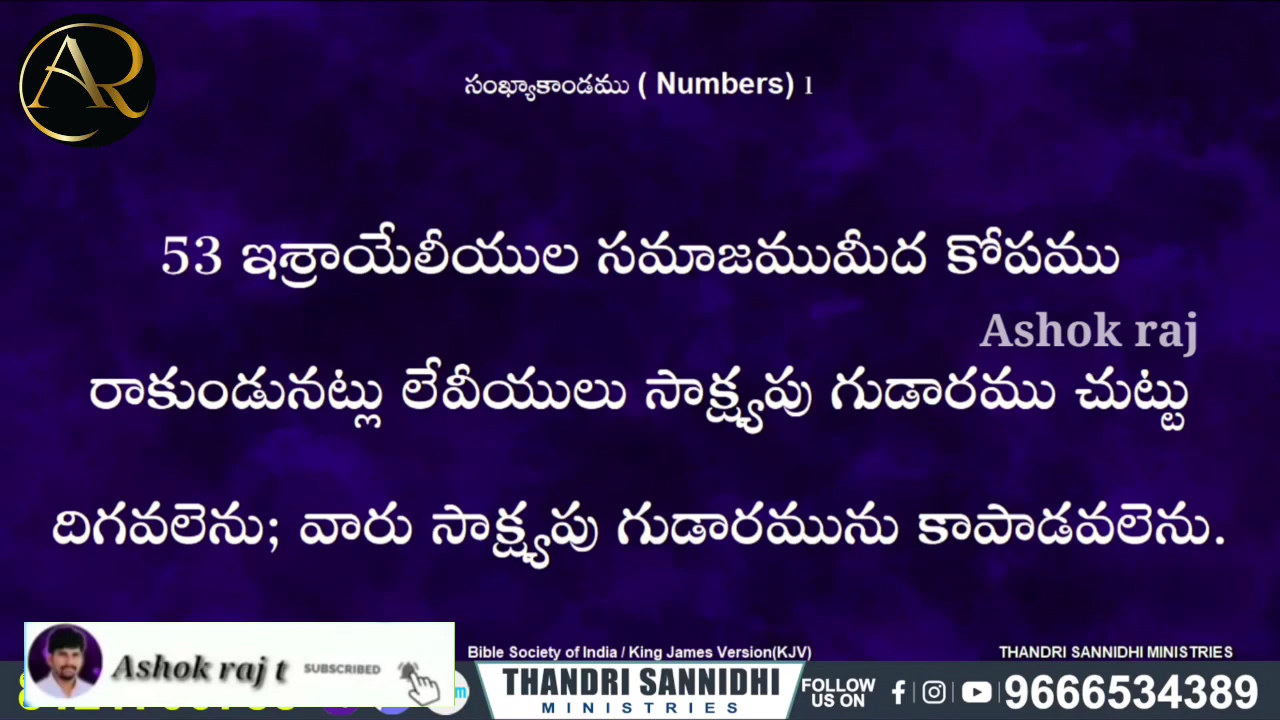 AR
సంఖ్యాకాండము ( Numbers) 1
53 ఇశ్రాయేలీయుల సమాజముమీద కోపము
Ashok raj
రాకుండునట్లు లేవీయులు సాక్ష్యపు గుడారము చుట్టు
దిగవలెను; వారు సాక్ష్యపు గుడారమును కాపాడవలెను.
Bible Society of India / King James Version(KJV)
THANDRI SANNIDHI MINISTRIES
Ashok raj t SUBSCRIBED
THANDRI SANNIDHI
MINISTRIES
FOLLOW
US ON
9666534389